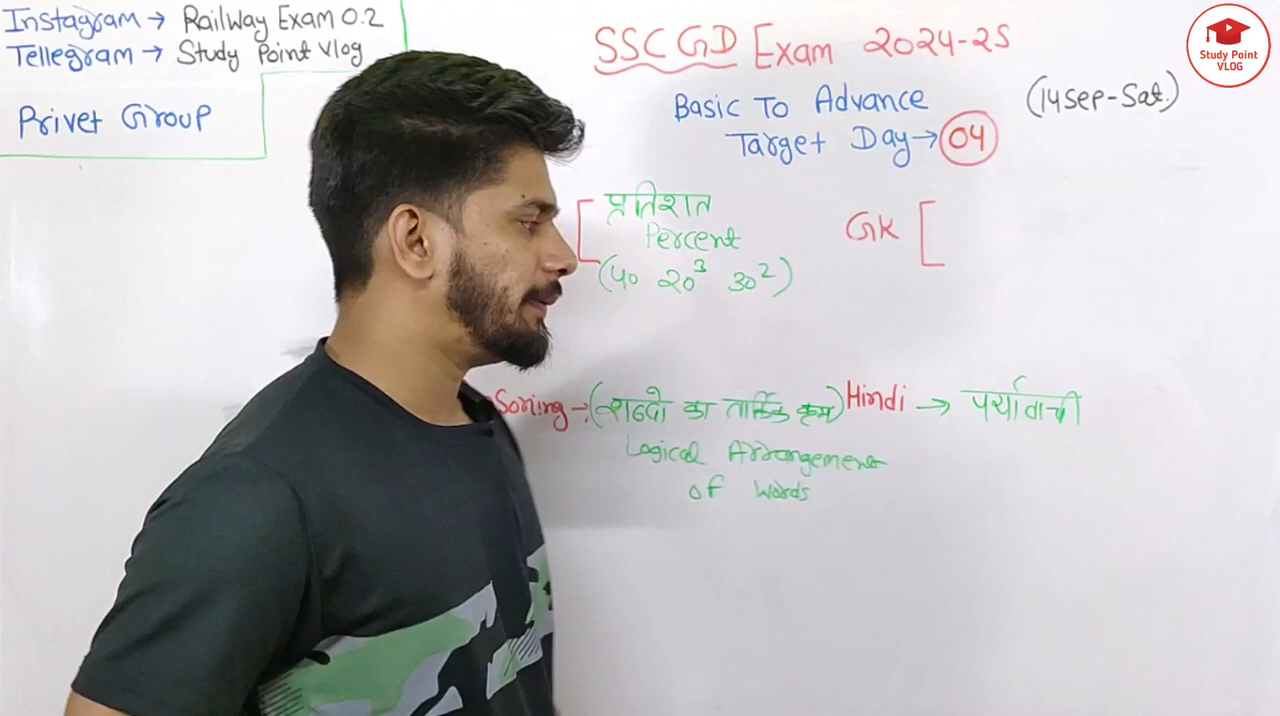 Instagram → Railway Exam 0.2
Tellegram → Study Point Vlog
Privet Group
SSC GD Exam 2024-25
Basic To Advance
(14 Sep-Sat.)
Target Day → 04
प्रतिशत
Percent
(40 20³ 30²)
GK [
Soning → (शब्दो का तार्किक क्रम)
Logical Arrangement
of Words
Hindi → पर्यावाची
Study Point
VLOG